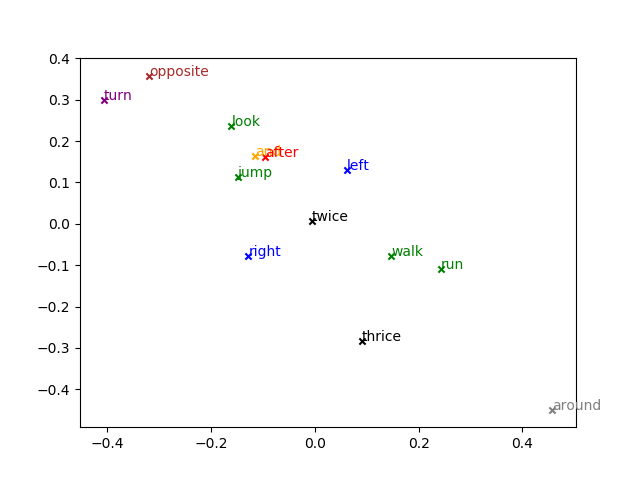 0.4
opposite
0.3
turn
look
0.2
and
after
left
jump
0.1
twice
0.0
right
walk
run
−0.1
−0.2
thrice
−0.3
−0.4
around
−0.4
−0.2
0.0
0.2
0.4